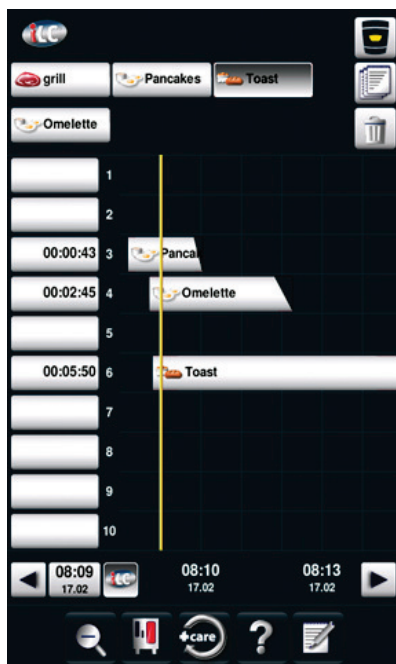 iLC
grill Pancakes Toast
Omelette
1
2
00:00:43 3 Panca
00:02:45 4 Omelette
5
00:05:50 6 Toast
7
8
9
10
08:09 08:10 08:13
17.02 17.02 17.02
+care ?